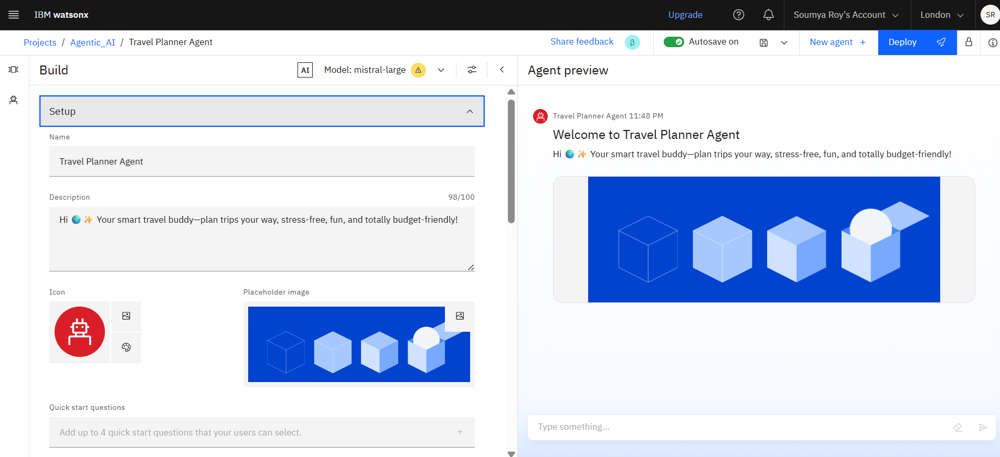 IBM watsonx
Upgrade
Soumya Roy's Account
London
SR
Projects / Agentic_AI / Travel Planner Agent
Share feedback
β
Autosave on
New agent +
Deploy
Build
AI
Model: mistral-large
Agent preview
Setup
Name
Travel Planner Agent
Description
98/100
Hi 🌍 ✨ Your smart travel buddy—plan trips your way, stress-free, fun, and totally budget-friendly!
Icon
Placeholder image
Quick start questions
Add up to 4 quick start questions that your users can select.
Travel Planner Agent 11:48 PM
Welcome to Travel Planner Agent
Hi 🌍 ✨ Your smart travel buddy—plan trips your way, stress-free, fun, and totally budget-friendly!
Type something...